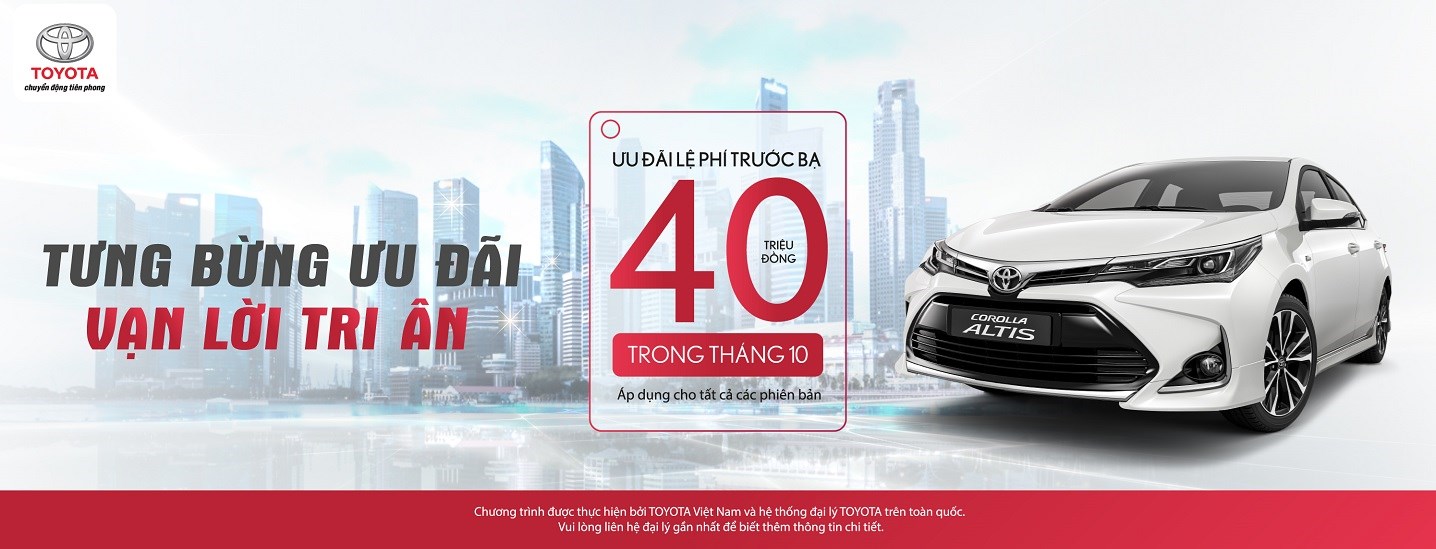 TOYOTA
chuyển động tiên phong
TƯNG BỪNG ƯU ĐÃI
VẠN LỜI TRI ÂN
ƯU ĐÃI LỆ PHÍ TRƯỚC BẠ
40
TRIỆU
ĐỒNG
TRONG THÁNG 10
Áp dụng cho tất cả các phiên bản
COROLLA
ALTIS
Chương trình được thực hiện bởi TOYOTA Việt Nam và hệ thống đại lý TOYOTA trên toàn quốc.
Vui lòng liên hệ đại lý gần nhất để biết thêm thông tin chi tiết.